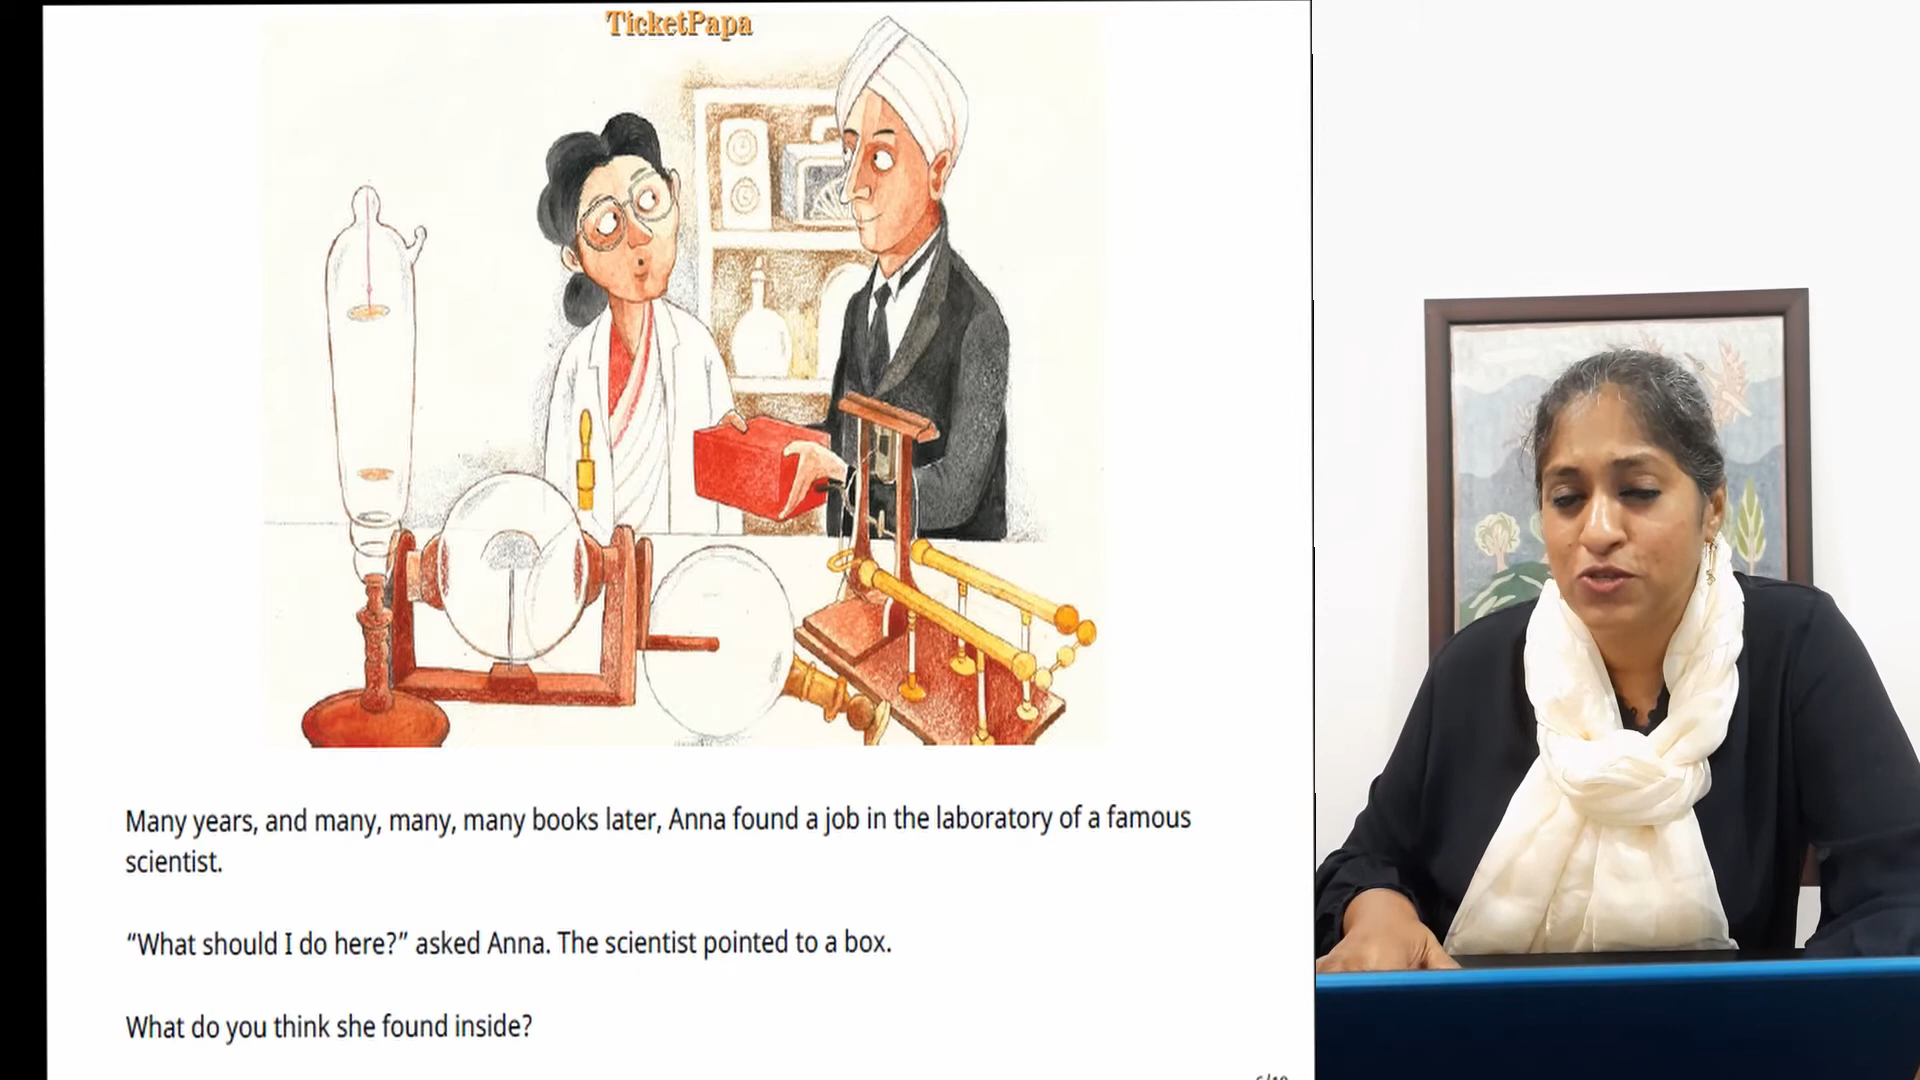 TicketPapa
Many years, and many, many, many books later, Anna found a job in the laboratory of a famous
scientist.
“What should I do here?” asked Anna. The scientist pointed to a box.
What do you think she found inside?